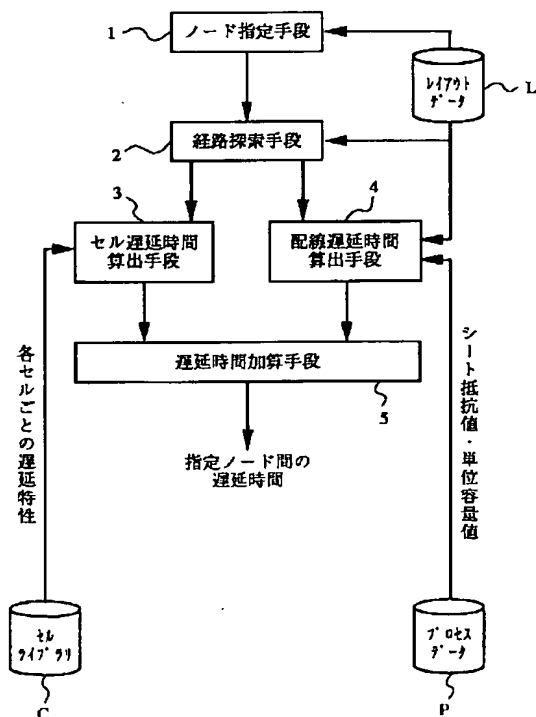 1
ノード指定手段
レイアウト
データ
L
2
経路探索手段
3
セル遅延時間
算出手段
4
配線遅延時間
算出手段
各セルごとの遅延特性
シート抵抗値・単位容量値
遅延時間加算手段
5
指定ノード間の
遅延時間
セル
ライブラリ
C
プロセス
データ
P